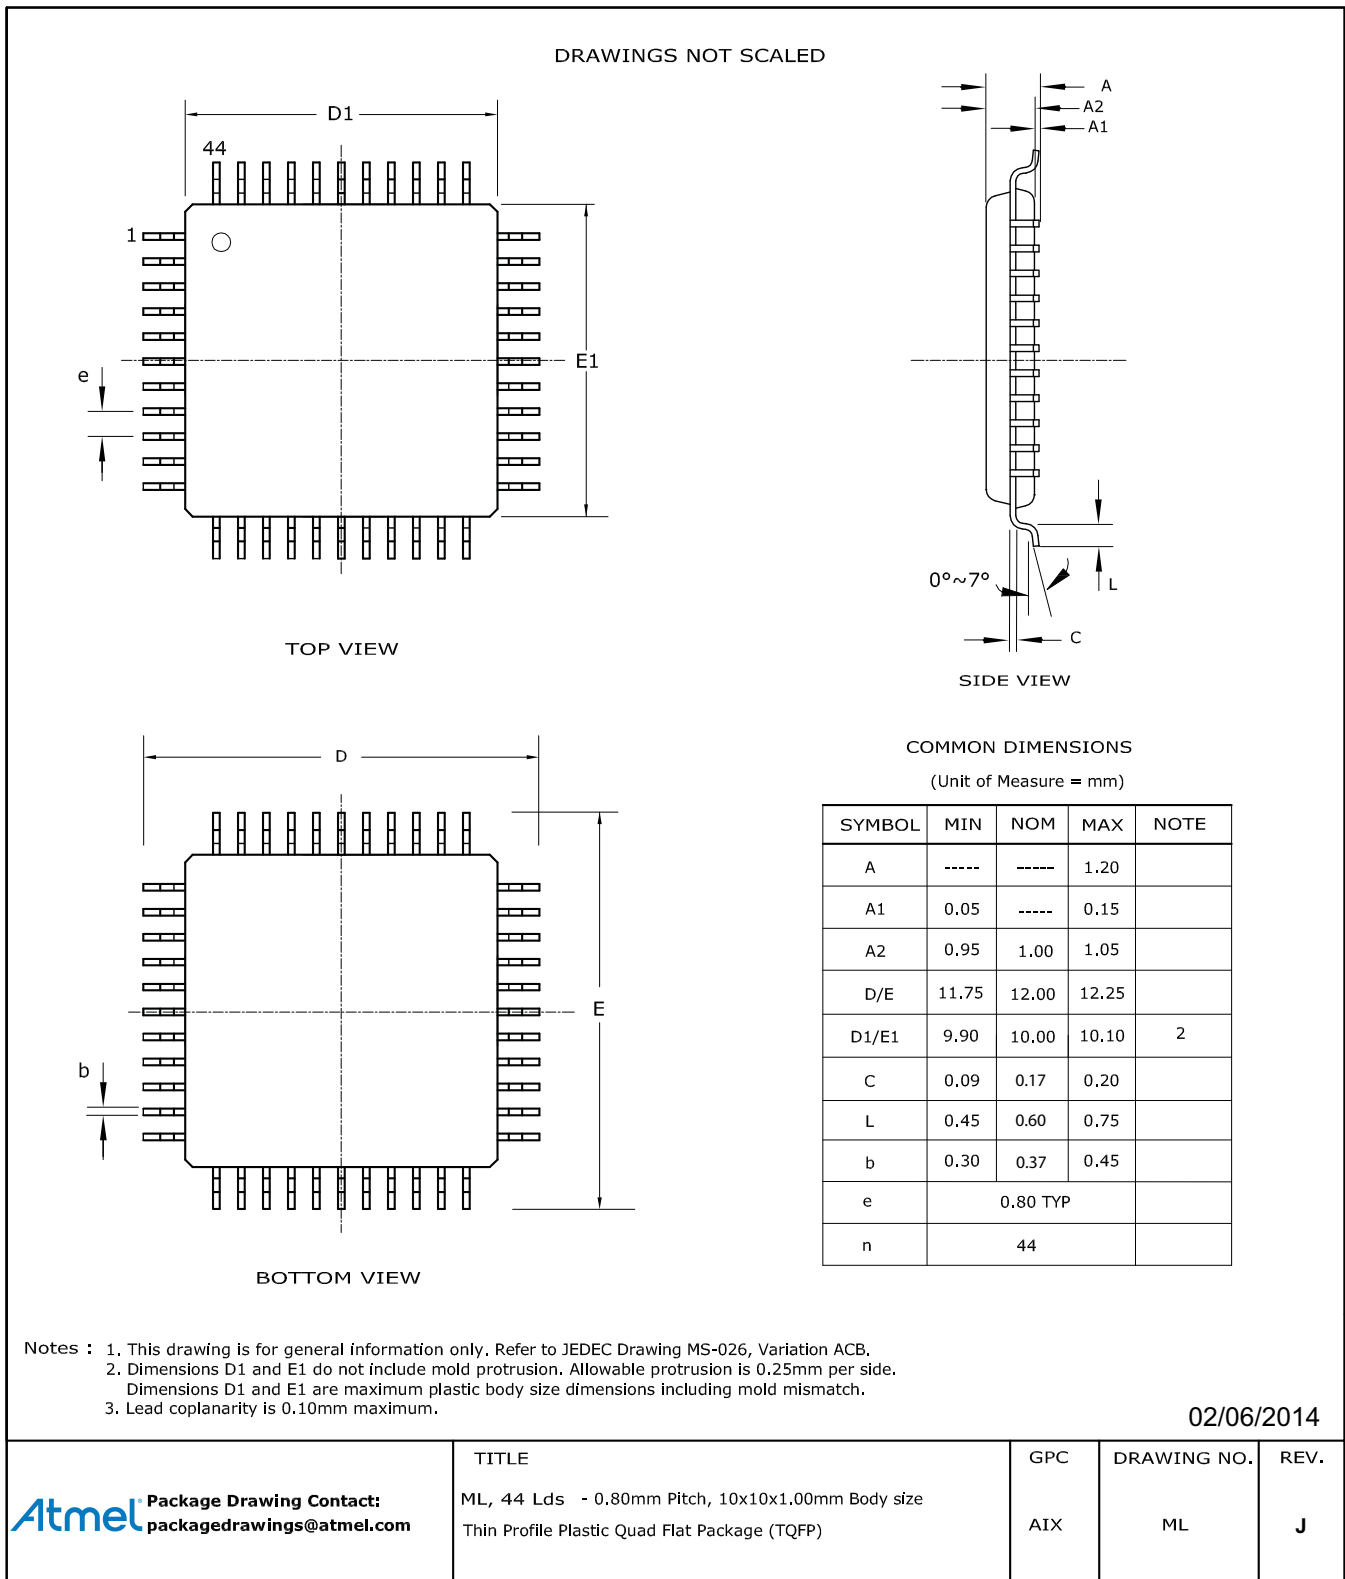 DRAWINGS NOT SCALED
D1
44
1
e
E1
TOP VIEW
A
A2
A1
0°~7°
L
C
SIDE VIEW
D
E
b
BOTTOM VIEW
COMMON DIMENSIONS
(Unit of Measure = mm)
SYMBOL MIN NOM MAX NOTE
A ----- ----- 1.20
A1 0.05 ----- 0.15
A2 0.95 1.00 1.05
D/E 11.75 12.00 12.25
D1/E1 9.90 10.00 10.10 2
C 0.09 0.17 0.20
L 0.45 0.60 0.75
b 0.30 0.37 0.45
e 0.80 TYP
n 44
Notes : 1. This drawing is for general information only. Refer to JEDEC Drawing MS-026, Variation ACB.
2. Dimensions D1 and E1 do not include mold protrusion. Allowable protrusion is 0.25mm per side.
Dimensions D1 and E1 are maximum plastic body size dimensions including mold mismatch.
3. Lead coplanarity is 0.10mm maximum.
02/06/2014
Atmel
Package Drawing Contact:
packagedrawings@atmel.com
TITLE
ML, 44 Lds - 0.80mm Pitch, 10x10x1.00mm Body size
Thin Profile Plastic Quad Flat Package (TQFP)
GPC
AIX
DRAWING NO.
ML
REV.
J